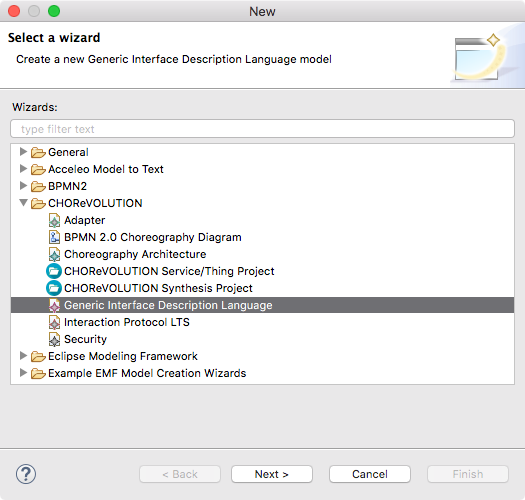 New
Select a wizard
Create a new Generic Interface Description Language model
Wizards:
type filter text
General
Acceleo Model to Text
BPMN2
CHOReVOLUTION
Adapter
BPMN 2.0 Choreography Diagram
Choreography Architecture
CHOReVOLUTION Service/Thing Project
CHOReVOLUTION Synthesis Project
Generic Interface Description Language
Interaction Protocol LTS
Security
Eclipse Modeling Framework
Example EMF Model Creation Wizards
? < Back Next > Cancel Finish